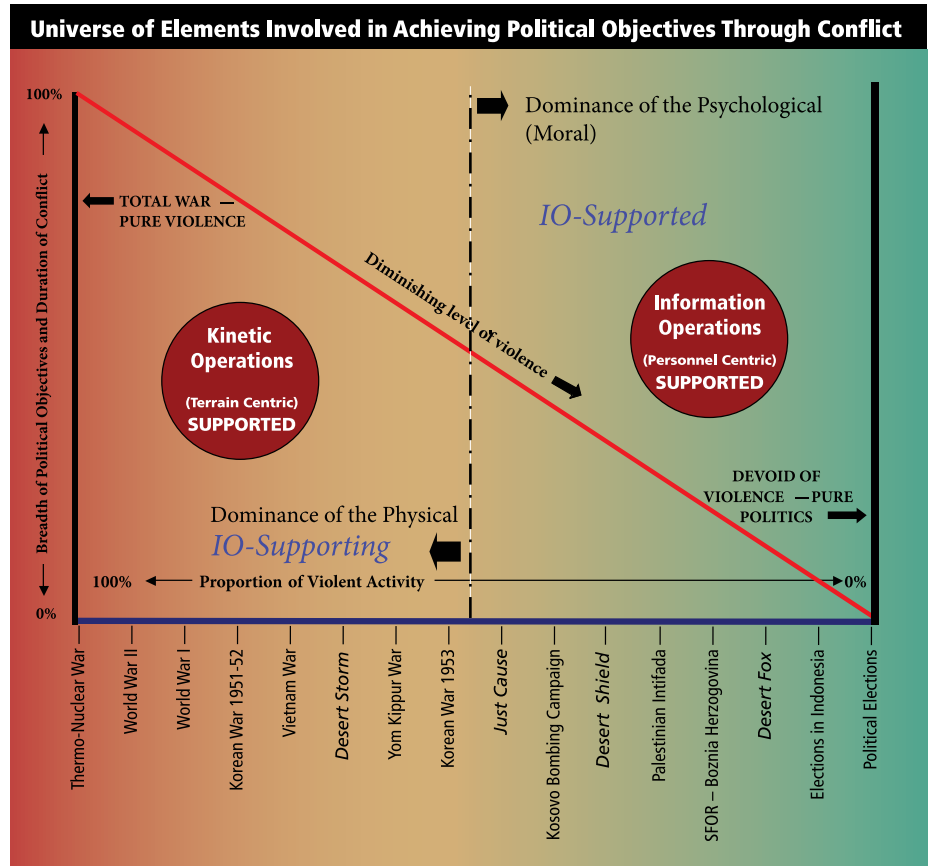 Universe of Elements Involved in Achieving Political Objectives Through Conflict
100%
Dominance of the Psychological
(Moral)
TOTAL WAR —
PURE VIOLENCE
IO-Supported
Breadth of Political Objectives and Duration of Conflict
Diminishing level of violence
Kinetic
Operations
(Terrain Centric)
SUPPORTED
Information
Operations
(Personnel Centric)
SUPPORTED
DEVOID OF
VIOLENCE —PURE
POLITICS
Dominance of the Physical
IO-Supporting
100%
Proportion of Violent Activity
0%
0%
Thermo-Nuclear War
World War II
World War I
Korean War 1951-52
Vietnam War
Desert Storm
Yom Kippur War
Korean War 1953
Just Cause
Kosovo Bombing Campaign
Desert Shield
Palestinian Intifada
SFOR – Boznia Herzogovina
Desert Fox
Elections in Indonesia
Political Elections